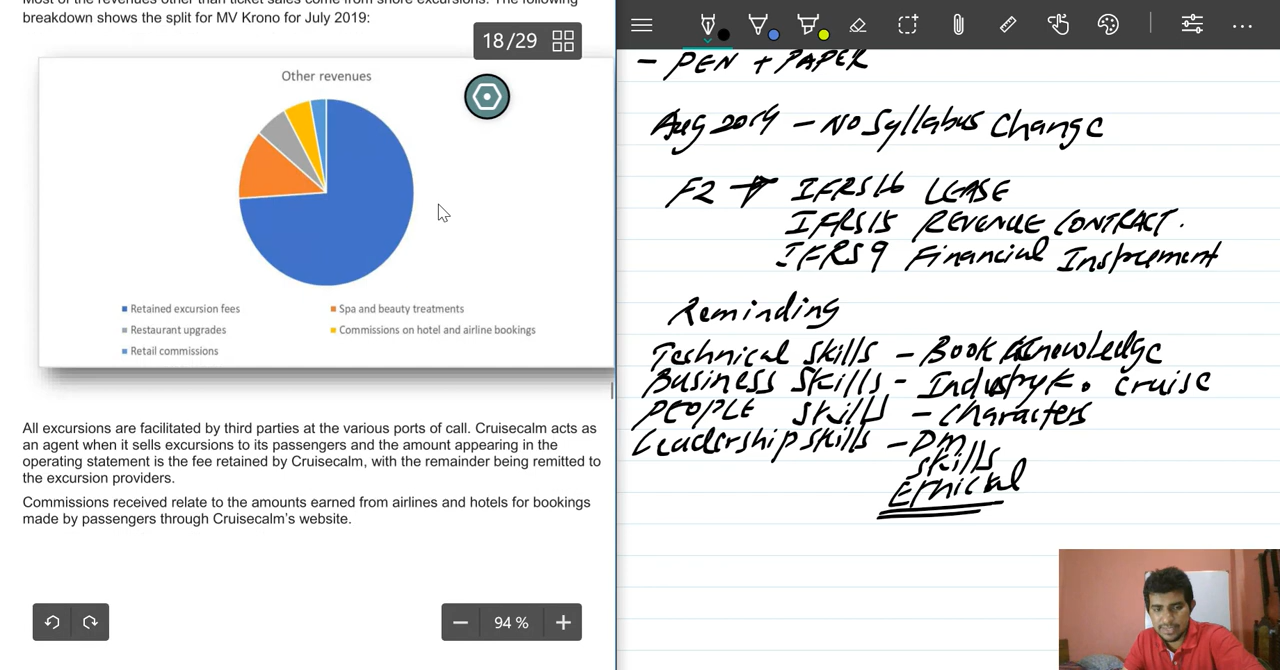 Most of the revenues other than ticket sales come from shore excursions. The following
breakdown shows the split for MV Krono for July 2019:
18/29
Other revenues
Retained excursion fees
Spa and beauty treatments
Restaurant upgrades
Commissions on hotel and airline bookings
Retail commissions
All excursions are facilitated by third parties at the various ports of call. Cruisecalm acts as
an agent when it sells excursions to its passengers and the amount appearing in the
operating statement is the fee retained by Cruisecalm, with the remainder being remitted to
the excursion providers.
Commissions received relate to the amounts earned from airlines and hotels for bookings
made by passengers through Cruisecalm's website.
94 %
- PEN + PAPER
Aug 2019 - No Syllabus Change
F2 → IFRS16 LEASE
IFRS15 REVENUE CONTRACT.
IFRS9 Financial Instrument
Reminding
Technical skills - Book Knowledge
Business skills - Industry K. cruise
PEOPLE skills - characters
Leadership skills - DM
skills
Ethical